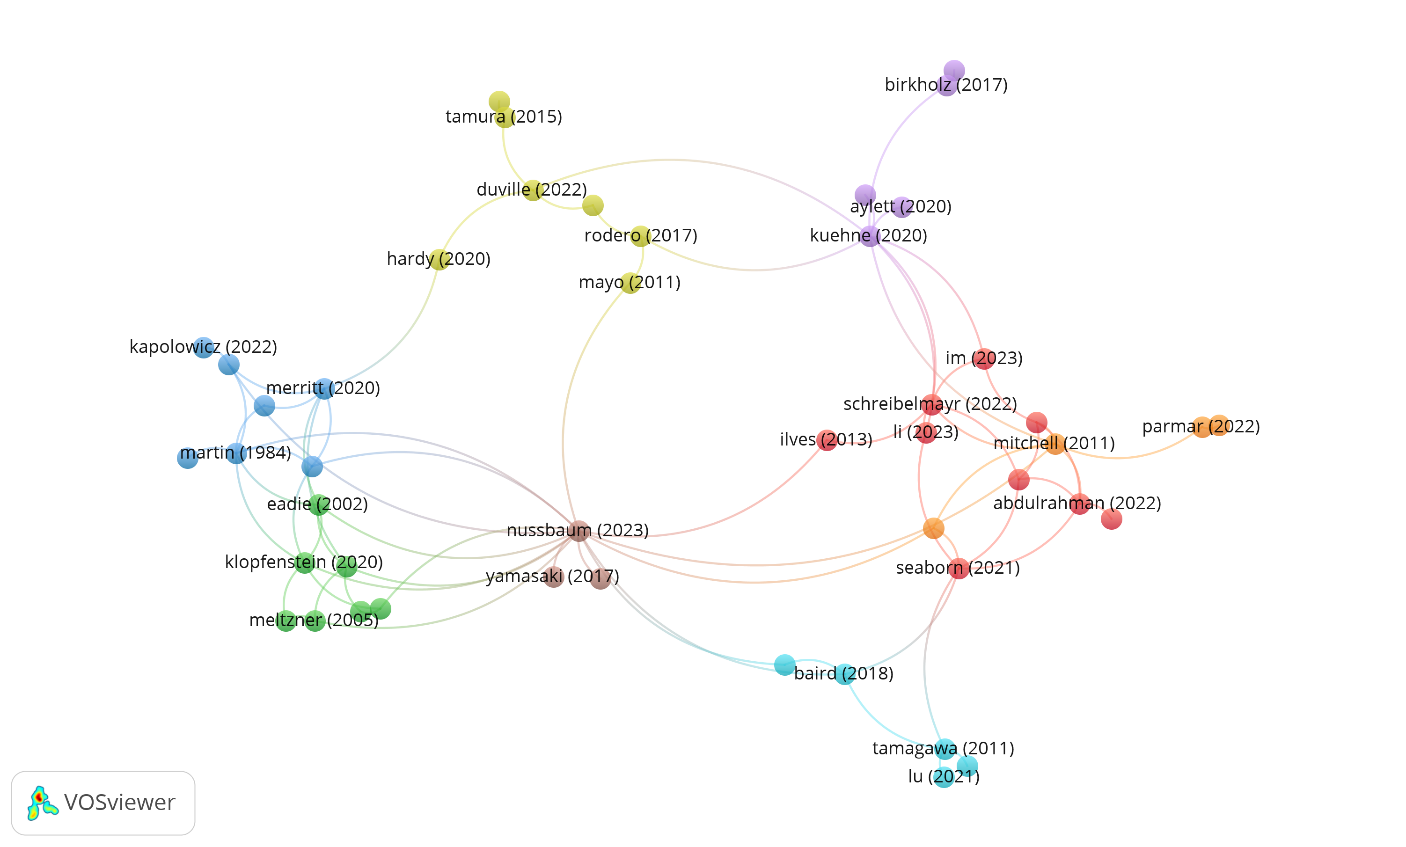 birkholz (2017)
tamura (2015)
duville (2022)
aylett (2020)
rodero (2017)
kuehne (2020)
hardy (2020)
mayo (2011)
kapolowicz (2022)
im (2023)
merritt (2020)
schreibelmayr (2022)
parmar (2022)
li (2023)
ilves (2013)
mitchell (2011)
martin (1984)
eadie (2002)
abdulrahman (2022)
nussbaum (2023)
klopfenstein (2020)
seaborn (2021)
yamasaki (2017)
meltzner (2005)
baird (2018)
tamagawa (2011)
lu (2021)
VOSviewer